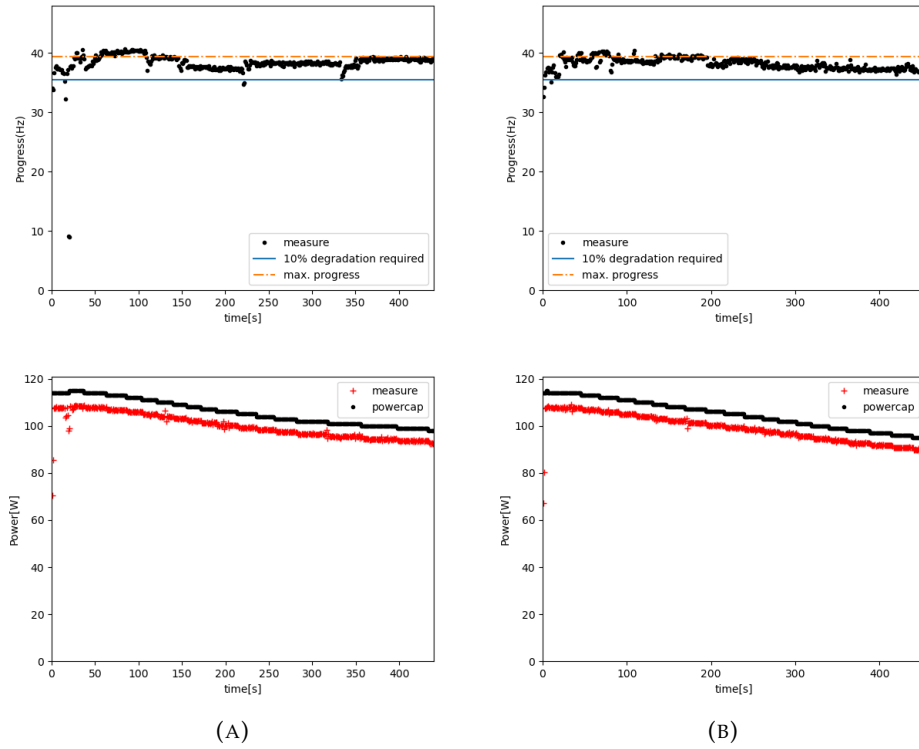 40
30
20
10
0
Progress(Hz)
measure
10% degradation required
max. progress
0 50 100 150 200 250 300 350 400
time[s]
40
30
20
10
0
Progress(Hz)
measure
10% degradation required
max. progress
0 100 200 300 400
time[s]
120
100
80
60
40
20
0
Power[W]
measure
powercap
0 50 100 150 200 250 300 350 400
time[s]
120
100
80
60
40
20
0
Power[W]
measure
powercap
0 100 200 300 400
time[s]
(A)
(B)